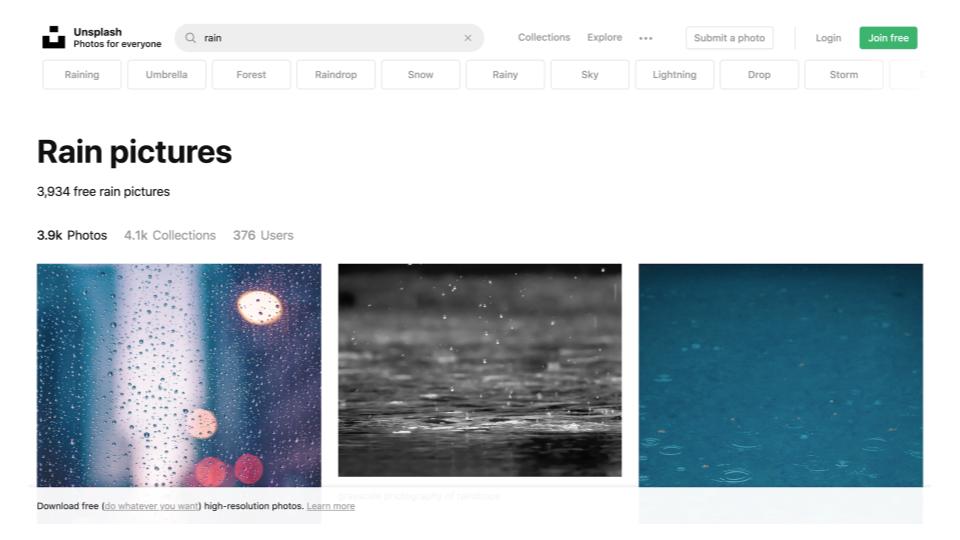 Unsplash
Photos for everyone
rain
Collections Explore ••• Submit a photo Login Join free
Raining Umbrella Forest Raindrop Snow Rainy Sky Lightning Drop Storm
Rain pictures
3,934 free rain pictures
3.9k Photos 4.1k Collections 376 Users
grayscale photography of raindrops
Download free (do whatever you want) high-resolution photos. Learn more